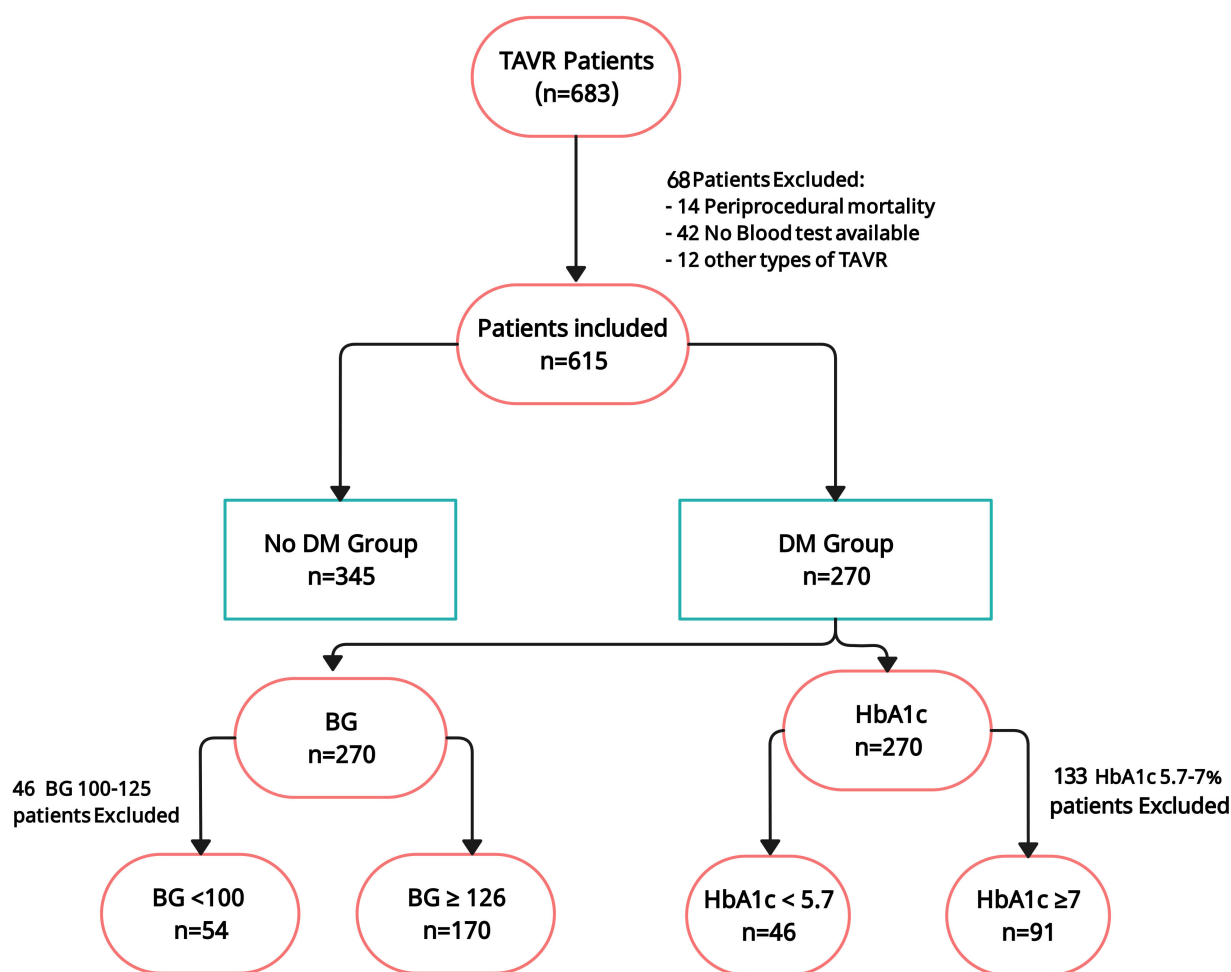 TAVR Patients
(n=683)
68 Patients Excluded:
- 14 Periprocedural mortality
- 42 No Blood test available
- 12 other types of TAVR
Patients included
n=615
No DM Group
n=345
DM Group
n=270
BG
n=270
HbA1c
n=270
46 BG 100-125
patients Excluded
133 HbA1c 5.7-7%
patients Excluded
BG <100
n=54
BG ≥ 126
n=170
HbA1c < 5.7
n=46
HbA1c ≥7
n=91